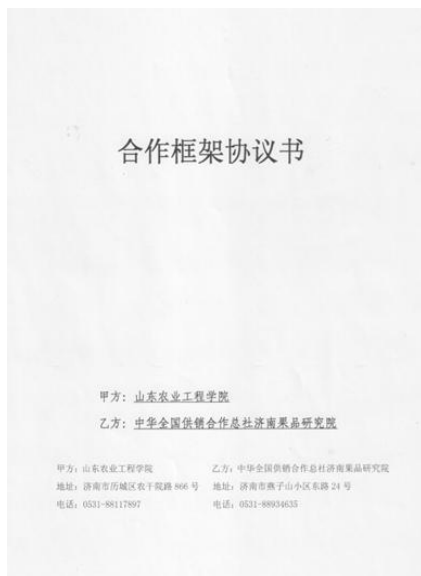 合作框架协议书
甲方：山东农业工程学院
乙方：中华全国供销合作总社济南果品研究院
甲方：山东农业工程学院 乙方：中华全国供销合作总社济南果品研究院
地址：济南市历城区农干院路 866 号 地址：济南市燕子山小区东路 24 号
电话：0531-88117897 电话：0531-88934635